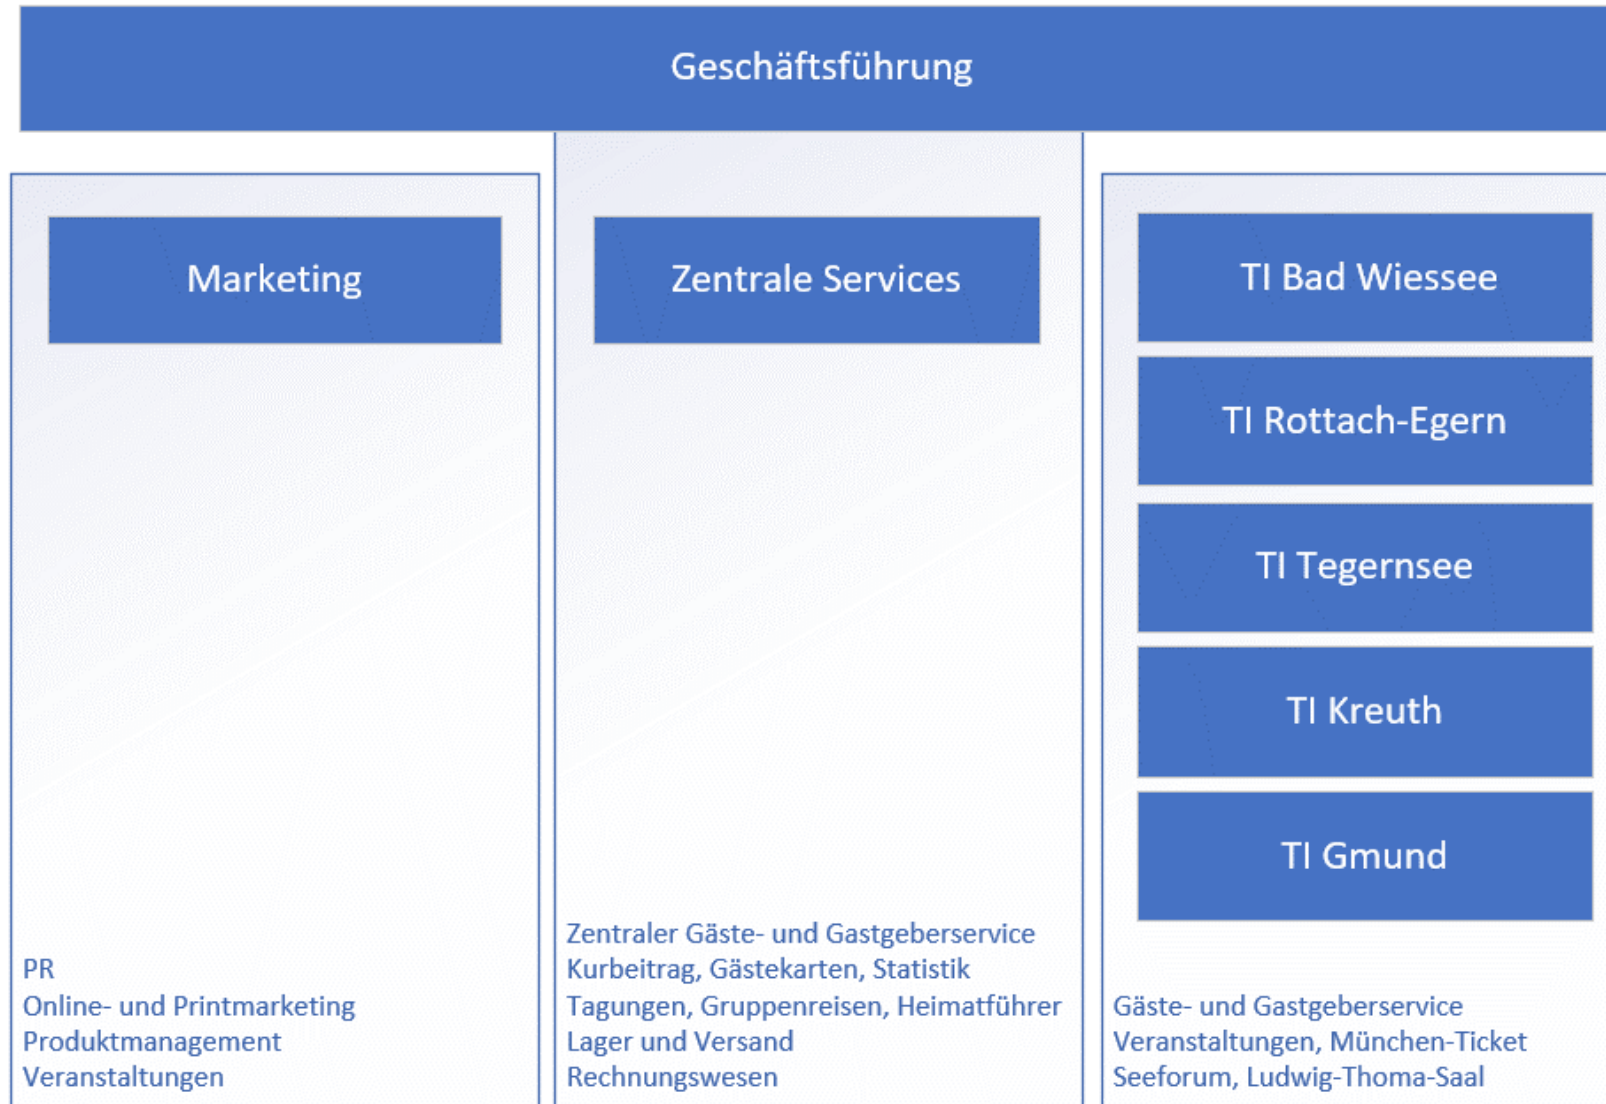 Geschäftsführung
Marketing
PR
Online- und Printmarketing
Produktmanagement
Veranstaltungen
Zentrale Services
Zentraler Gäste- und Gastgeberservice
Kurbeitrag, Gästekarten, Statistik
Tagungen, Gruppenreisen, Heimatführer
Lager und Versand
Rechnungswesen
TI Bad Wiessee
TI Rottach-Egern
TI Tegernsee
TI Kreuth
TI Gmund
Gäste- und Gastgeberservice
Veranstaltungen, München-Ticket
Seeforum, Ludwig-Thoma-Saal